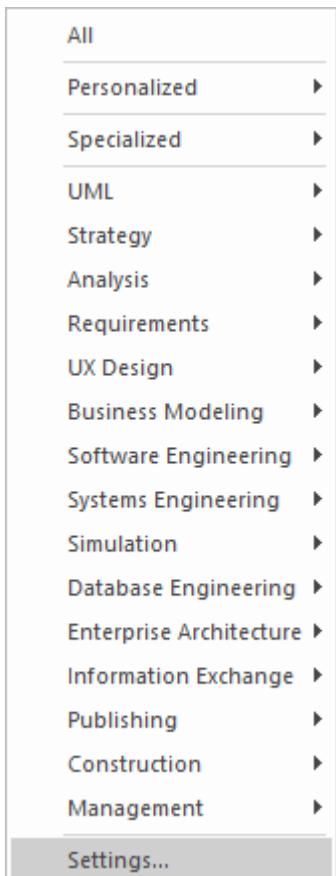 All
Personalized
Specialized
UML
Strategy
Analysis
Requirements
UX Design
Business Modeling
Software Engineering
Systems Engineering
Simulation
Database Engineering
Enterprise Architecture
Information Exchange
Publishing
Construction
Management
Settings...